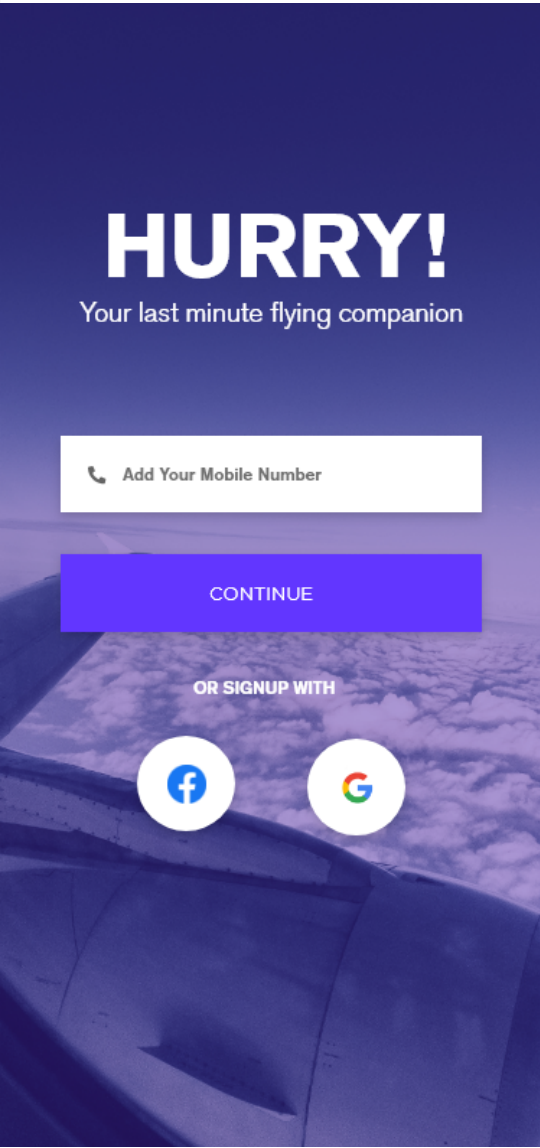 HURRY!
Your last minute flying companion
Add Your Mobile Number
CONTINUE
OR SIGNUP WITH